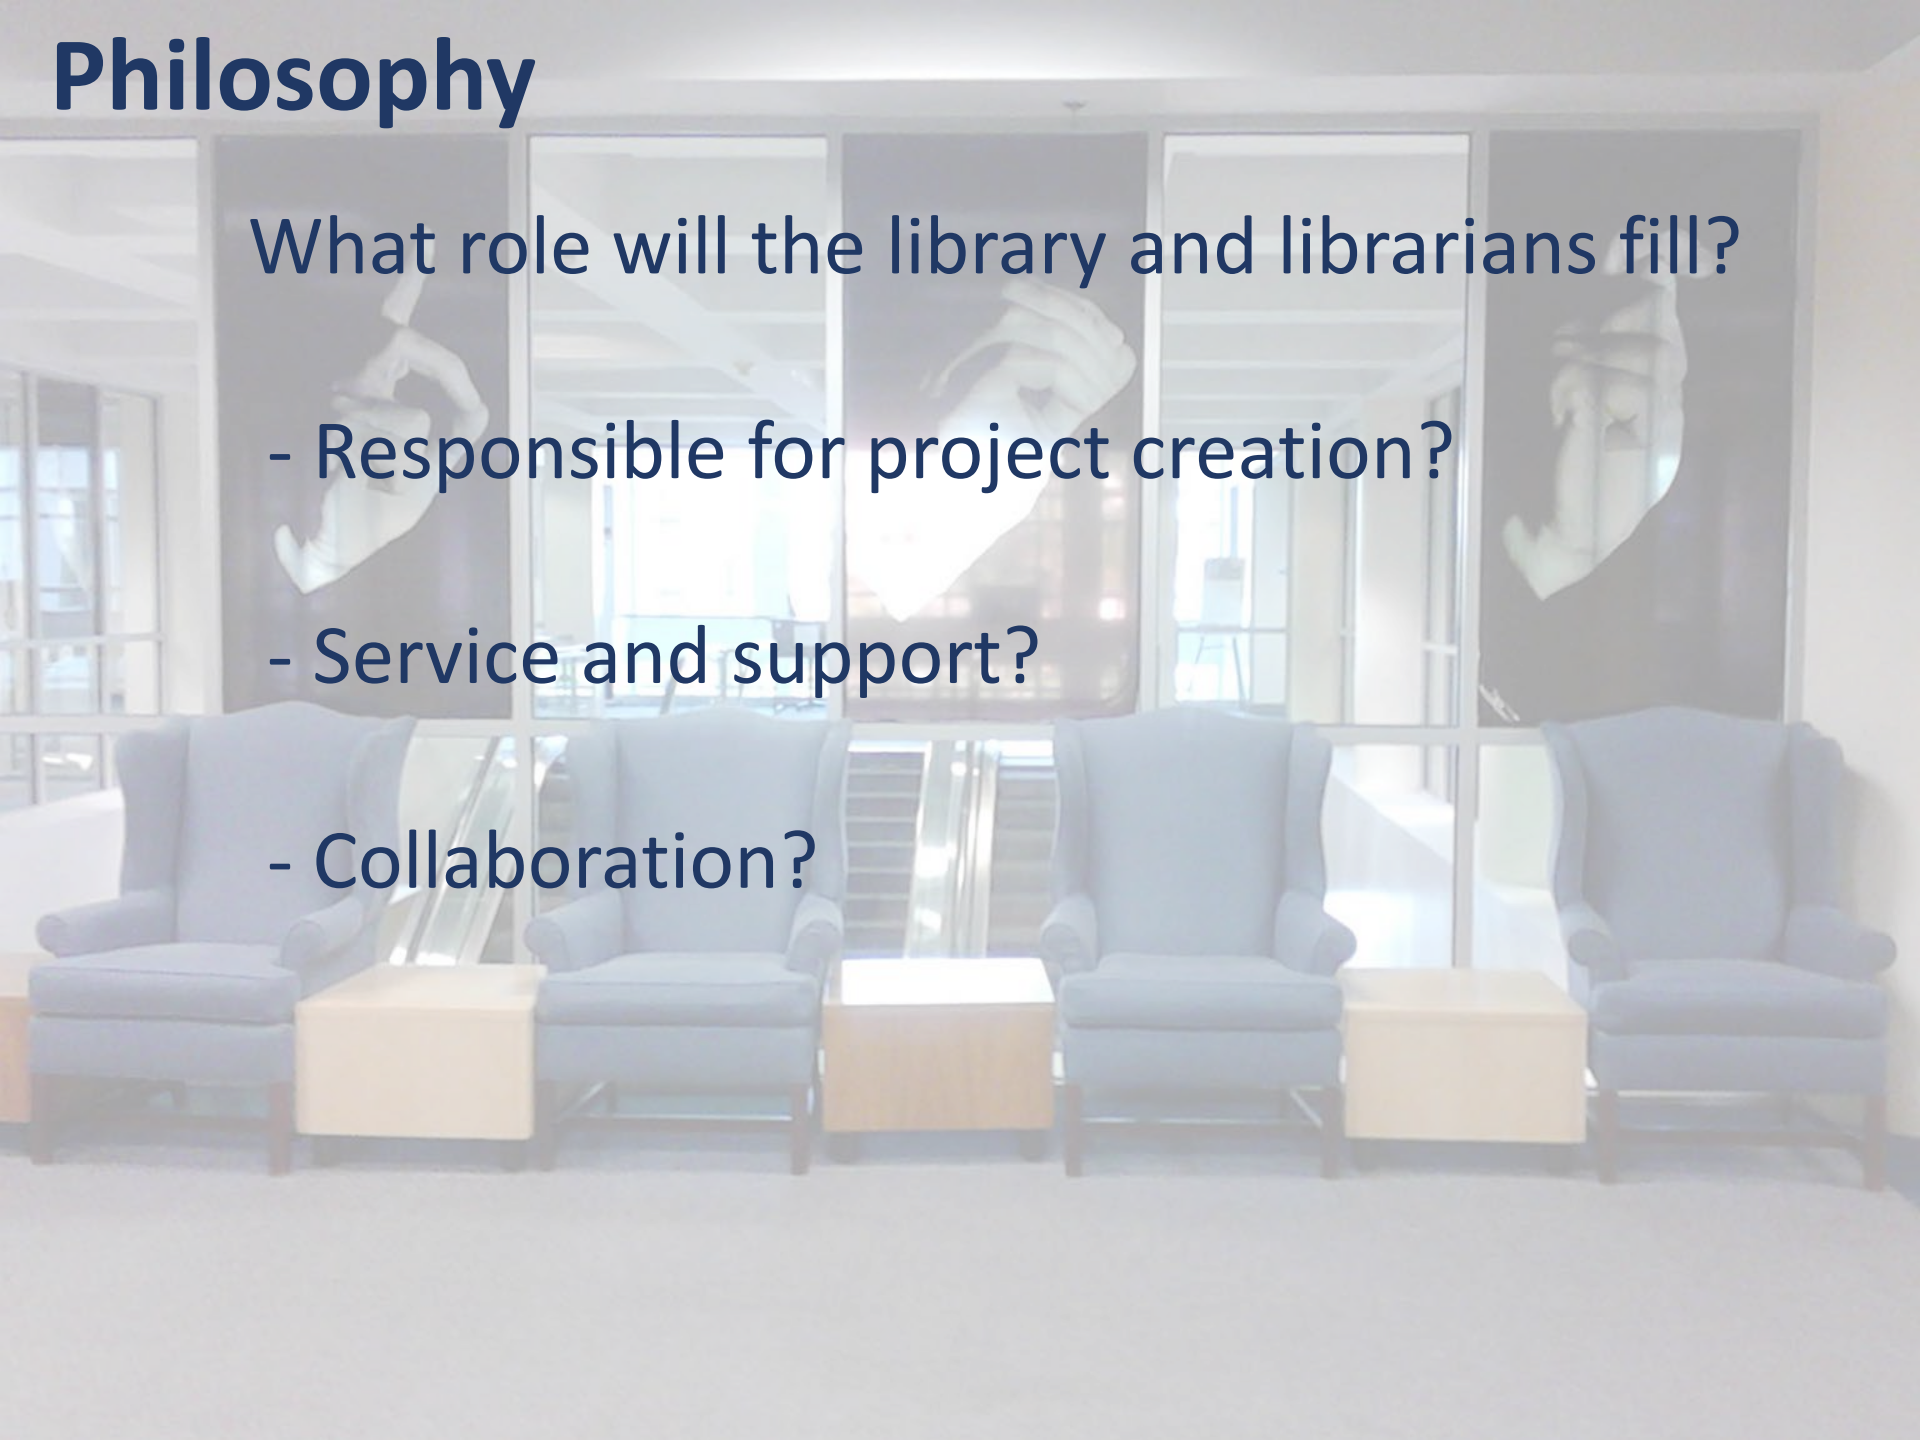 Philosophy
What role will the library and librarians fill?
- Responsible for project creation?
- Service and support?
- Collaboration?